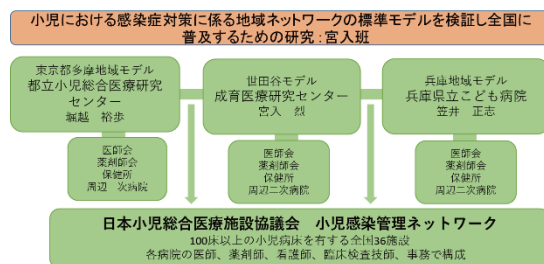 小児における感染症対策に係る地域ネットワークの標準モデルを検証し全国に
普及するための研究：宮入班
東京都多摩地域モデル
都立小児総合医療研究
センター
堀越 裕歩
世田谷モデル
成育医療研究センター
宮入 烈
兵庫地域モデル
兵庫県立こども病院
笠井 正志
医師会
薬剤師会
保健所
周辺二次病院
医師会
薬剤師会
保健所
周辺二次病院
医師会
薬剤師会
保健所
周辺二次病院
日本小児総合医療施設協議会 小児感染管理ネットワーク
100床以上の小児病床を有する全国36施設
各病院の医師、薬剤師、看護師、臨床検査技師、事務で構成